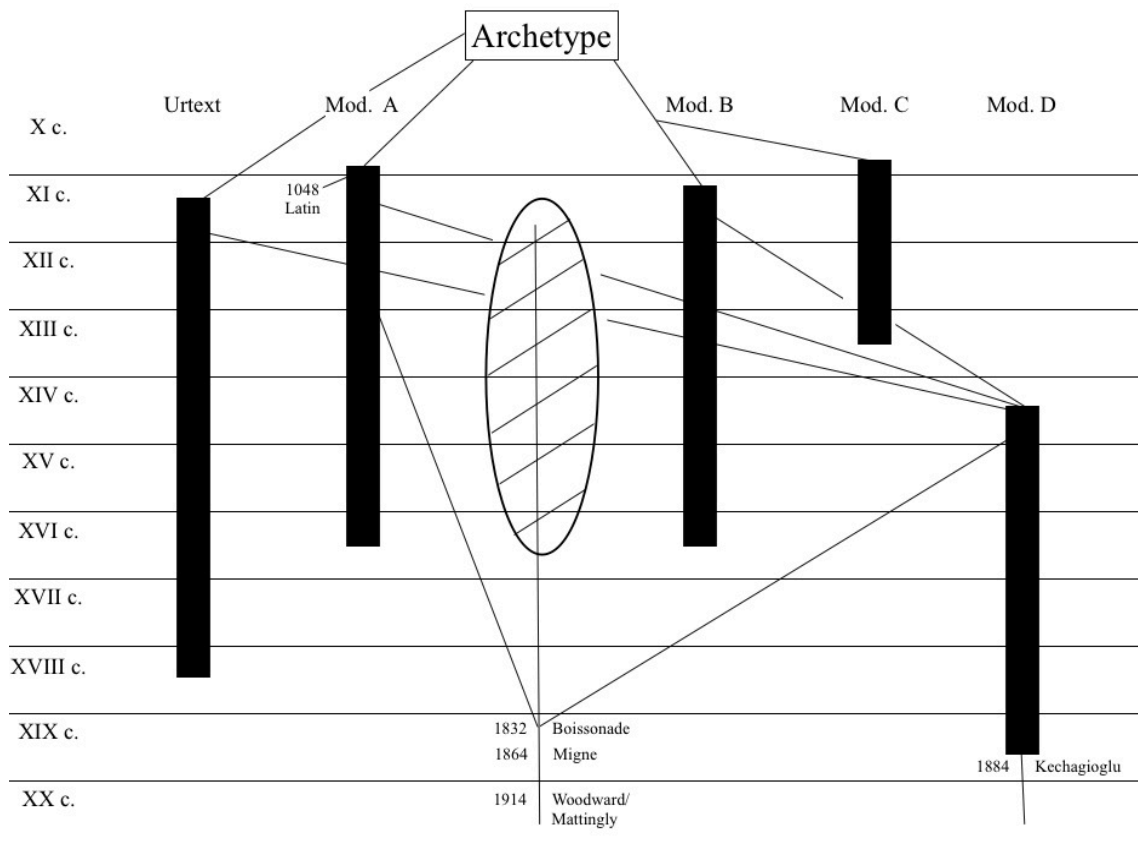 Archetype
Urtext
Mod. A
Mod. B
Mod. C
Mod. D
X c.
XI c.
1048
Latin
XII c.
XIII c.
XIV c.
XV c.
XVI c.
XVII c.
XVIII c.
XIX c.
1832 Boissonade
1864 Migne
1884 Kechagioglu
XX c.
1914 Woodward/
Mattingly